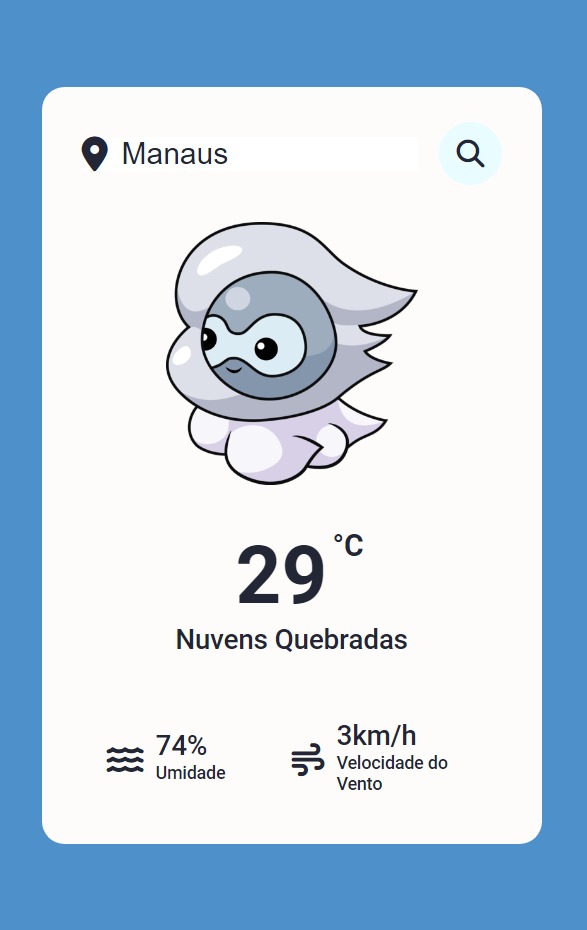 Manaus
29 °C
Nuvens Quebradas
74%
Umidade
3km/h
Velocidade do
Vento